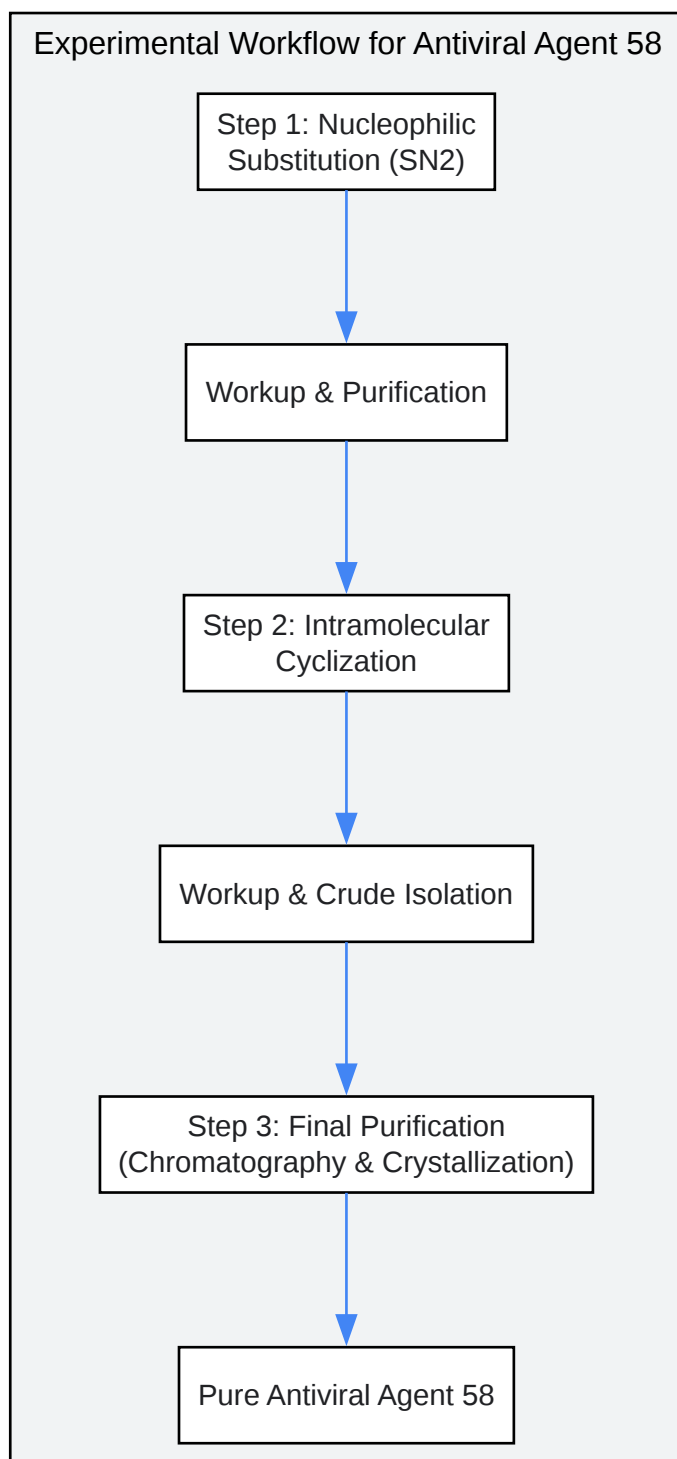 Experimental Workflow for Antiviral Agent 58
Step 1: Nucleophilic
Substitution (SN2)
Workup & Purification
Step 2: Intramolecular
Cyclization
Workup & Crude Isolation
Step 3: Final Purification
(Chromatography & Crystallization)
Pure Antiviral Agent 58